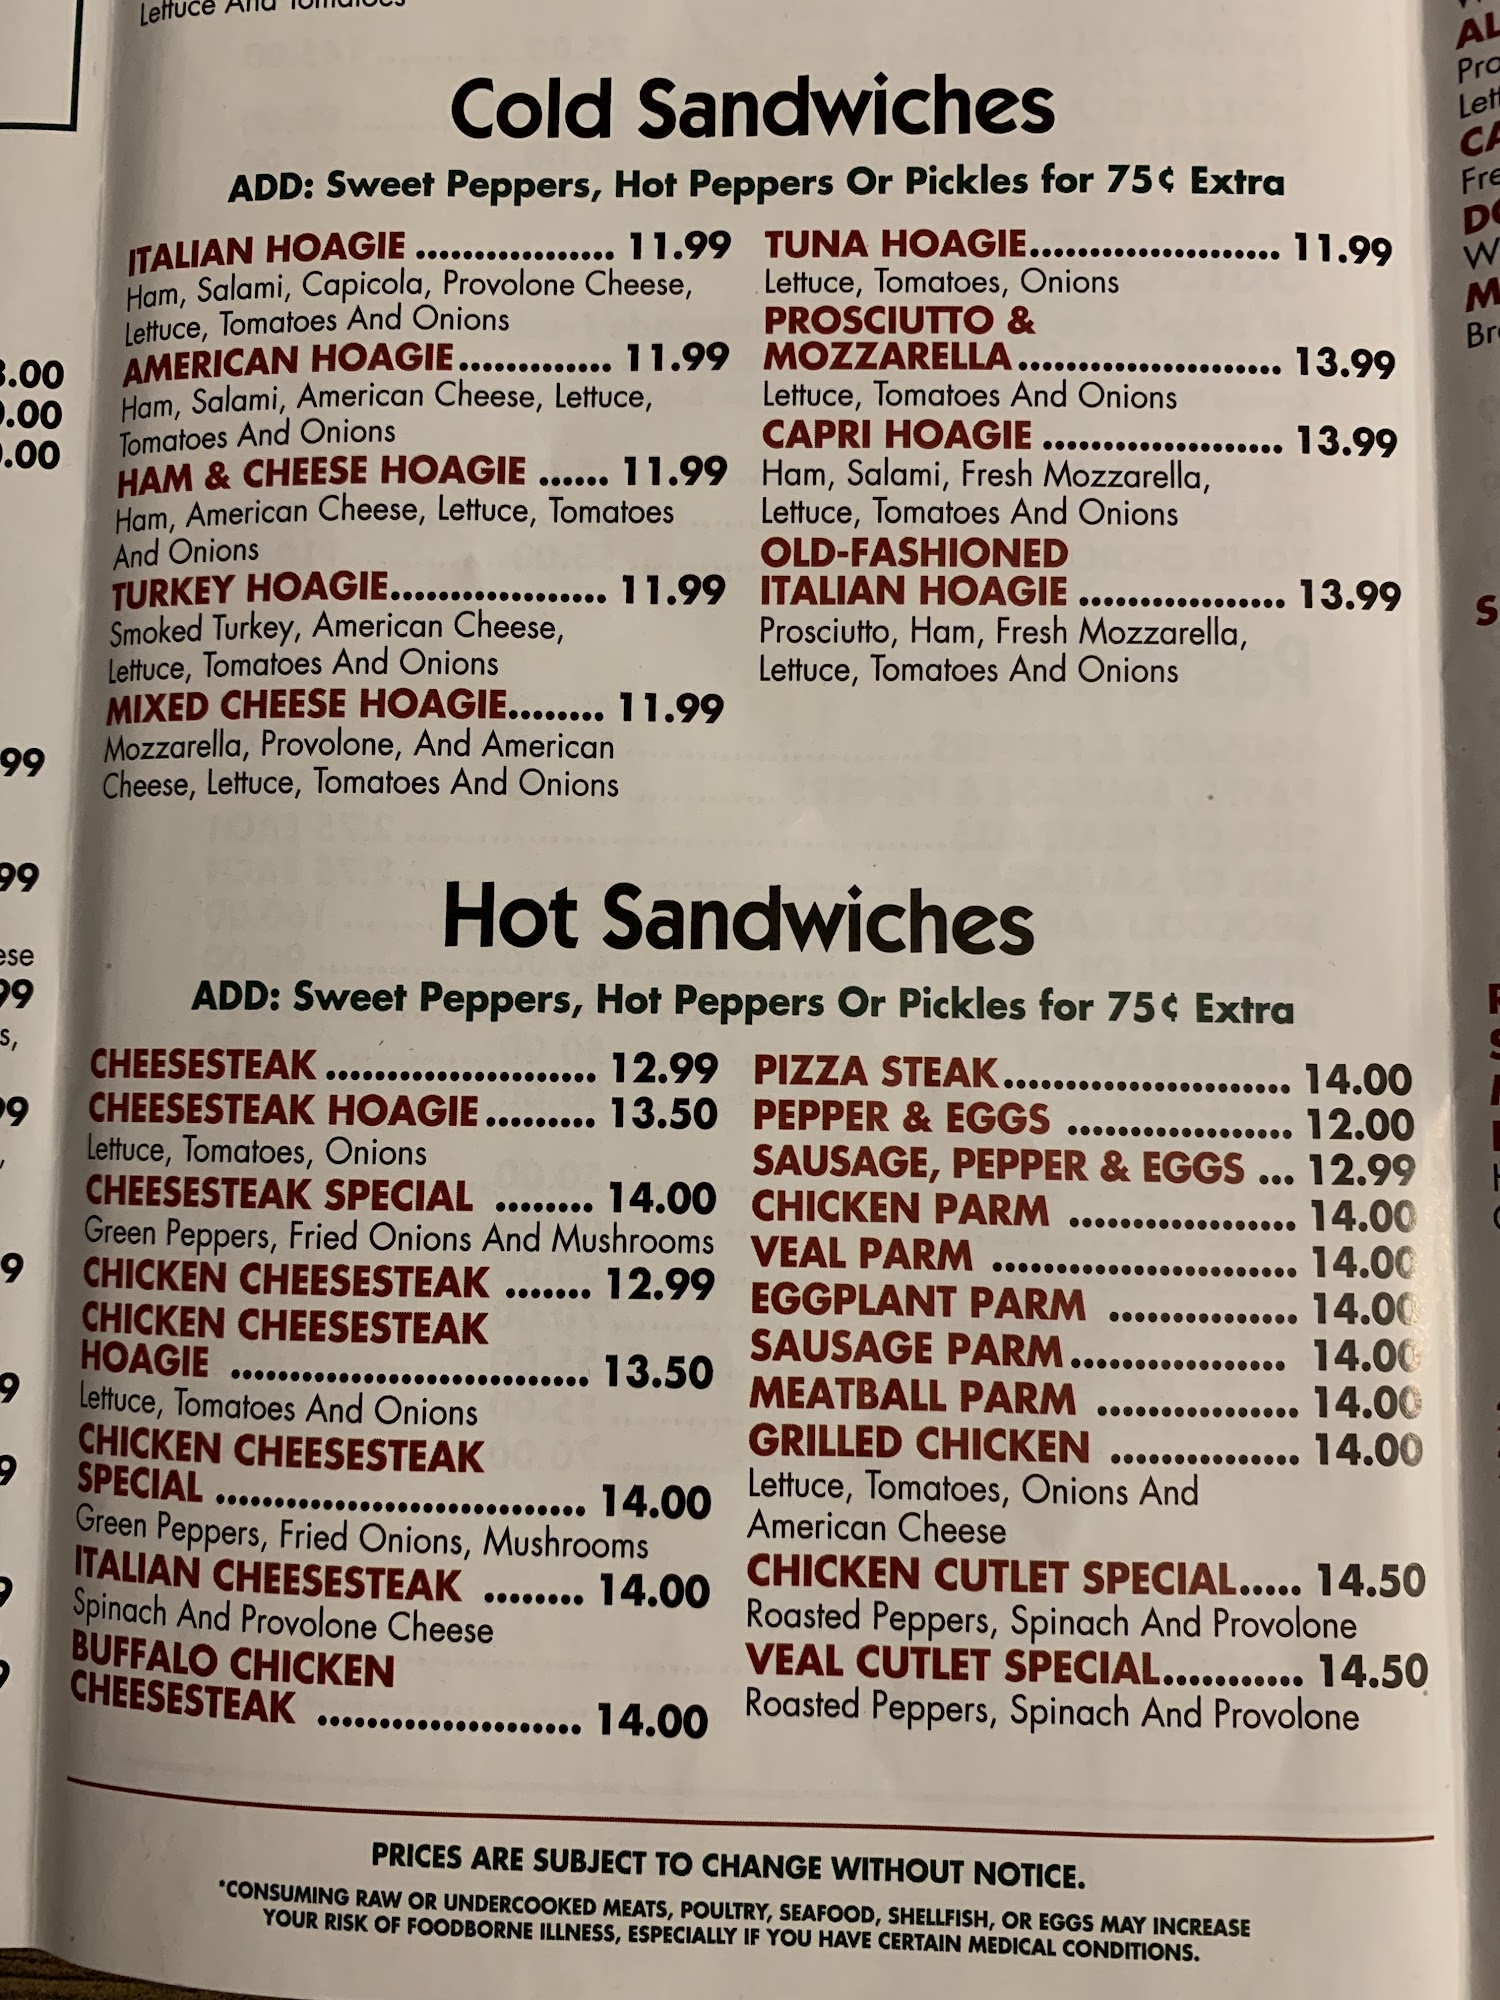 Lettuce And Tomatoes
Cold Sandwiches
ADD: Sweet Peppers, Hot Peppers Or Pickles for 75¢ Extra
ITALIAN HOAGIE ................. 11.99
Ham, Salami, Capicola, Provolone Cheese,
Lettuce, Tomatoes And Onions
AMERICAN HOAGIE............. 11.99
Ham, Salami, American Cheese, Lettuce,
Tomatoes And Onions
HAM & CHEESE HOAGIE ...... 11.99
Ham, American Cheese, Lettuce, Tomatoes
And Onions
TURKEY HOAGIE.................. 11.99
Smoked Turkey, American Cheese,
Lettuce, Tomatoes And Onions
MIXED CHEESE HOAGIE........ 11.99
Mozzarella, Provolone, And American
Cheese, Lettuce, Tomatoes And Onions
TUNA HOAGIE..................... 11.99
Lettuce, Tomatoes, Onions
PROSCIUTTO &
MOZZARELLA...................... 13.99
Lettuce, Tomatoes And Onions
CAPRI HOAGIE .................... 13.99
Ham, Salami, Fresh Mozzarella,
Lettuce, Tomatoes And Onions
OLD-FASHIONED
ITALIAN HOAGIE ................. 13.99
Prosciutto, Ham, Fresh Mozzarella,
Lettuce, Tomatoes And Onions
Hot Sandwiches
ADD: Sweet Peppers, Hot Peppers Or Pickles for 75¢ Extra
CHEESESTEAK ...................... 12.99
CHEESESTEAK HOAGIE......... 13.50
Lettuce, Tomatoes, Onions
CHEESESTEAK SPECIAL ........ 14.00
Green Peppers, Fried Onions And Mushrooms
CHICKEN CHEESESTEAK ....... 12.99
CHICKEN CHEESESTEAK
HOAGIE .............................. 13.50
Lettuce, Tomatoes And Onions
CHICKEN CHEESESTEAK
SPECIAL ............................... 14.00
Green Peppers, Fried Onions, Mushrooms
ITALIAN CHEESESTEAK ........ 14.00
Spinach And Provolone Cheese
BUFFALO CHICKEN
CHEESESTEAK ..................... 14.00
PIZZA STEAK........................ 14.00
PEPPER & EGGS .................. 12.00
SAUSAGE, PEPPER & EGGS ... 12.99
CHICKEN PARM ................... 14.00
VEAL PARM ......................... 14.00
EGGPLANT PARM ................ 14.00
SAUSAGE PARM.................. 14.00
MEATBALL PARM ................. 14.00
GRILLED CHICKEN ................ 14.00
Lettuce, Tomatoes, Onions And
American Cheese
CHICKEN CUTLET SPECIAL..... 14.50
Roasted Peppers, Spinach And Provolone
VEAL CUTLET SPECIAL............ 14.50
Roasted Peppers, Spinach And Provolone
PRICES ARE SUBJECT TO CHANGE WITHOUT NOTICE.
*CONSUMING RAW OR UNDERCOOKED MEATS, POULTRY, SEAFOOD, SHELLFISH, OR EGGS MAY INCREASE
YOUR RISK OF FOODBORNE ILLNESS, ESPECIALLY IF YOU HAVE CERTAIN MEDICAL CONDITIONS.